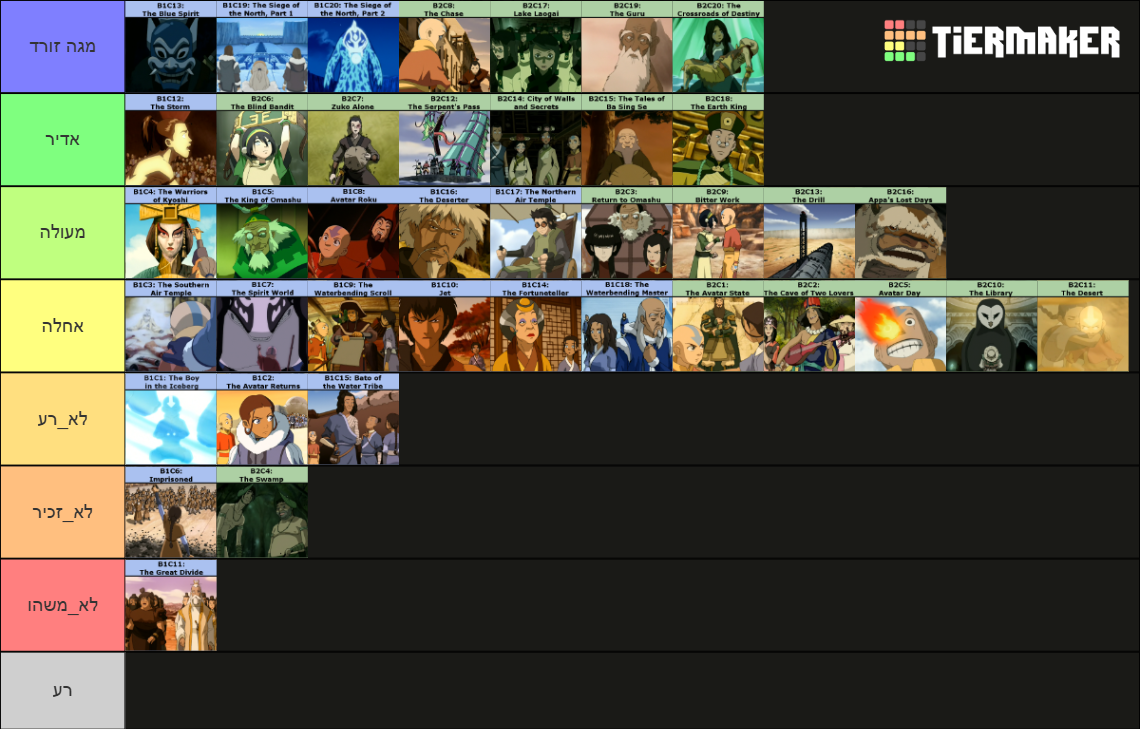 מגה זורד
B1C13:
The Blue Spirit
B1C19: The Siege of
the North, Part 1
B1C20: The Siege of
the North, Part 2
B2C8:
The Chase
B2C17:
Lake Laogai
B2C19:
The Guru
B2C20: The
Crossroads of Destiny
TiERMAKER
אדיר
B1C12:
The Storm
B2C6:
The Blind Bandit
B2C7:
Zuko Alone
B2C12:
The Serpent's Pass
B2C14: City of Walls
and Secrets
B2C15: The Tales of
Ba Sing Se
B2C18:
The Earth King
מעולה
B1C4: The Warriors
of Kyoshi
B1C5:
The King of Omashu
B1C8:
Avatar Roku
B1C16:
The Deserter
B1C17: The Northern
Air Temple
B2C3:
Return to Omashu
B2C9:
Bitter Work
B2C13:
The Drill
B2C16:
Appa's Lost Days
אחלה
B1C3: The Southern
Air Temple
B1C7:
The Spirit World
B1C9: The
Waterbending Scroll
B1C10:
Jet
B1C14:
The Fortuneteller
B1C18: The
Waterbending Master
B2C1:
The Avatar State
B2C2:
The Cave of Two Lovers
B2C5:
Avatar Day
B2C10:
The Library
B2C11:
The Desert
לא_רע
B1C1: The Boy
in the Iceberg
B1C2:
The Avatar Returns
B1C15: Bato of
the Water Tribe
לא_זכיר
B1C6:
Imprisoned
B2C4:
The Swamp
לא_משהו
B1C11:
The Great Divide
רע